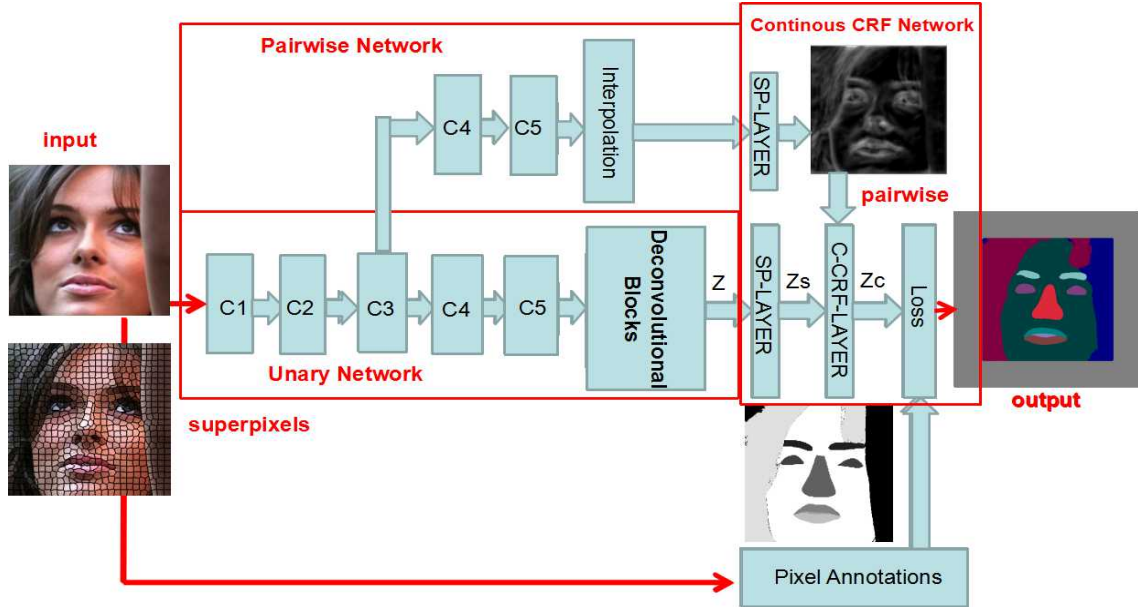 Continous CRF Network
Pairwise Network
C4
C5
Interpolation
SP-LAYER
input
pairwise
C1
C2
C3
C4
C5
Deconvolutional
Blocks
Z
SP-LAYER
Zs
C-CRF-LAYER
Zc
Loss
Unary Network
output
superpixels
Pixel Annotations